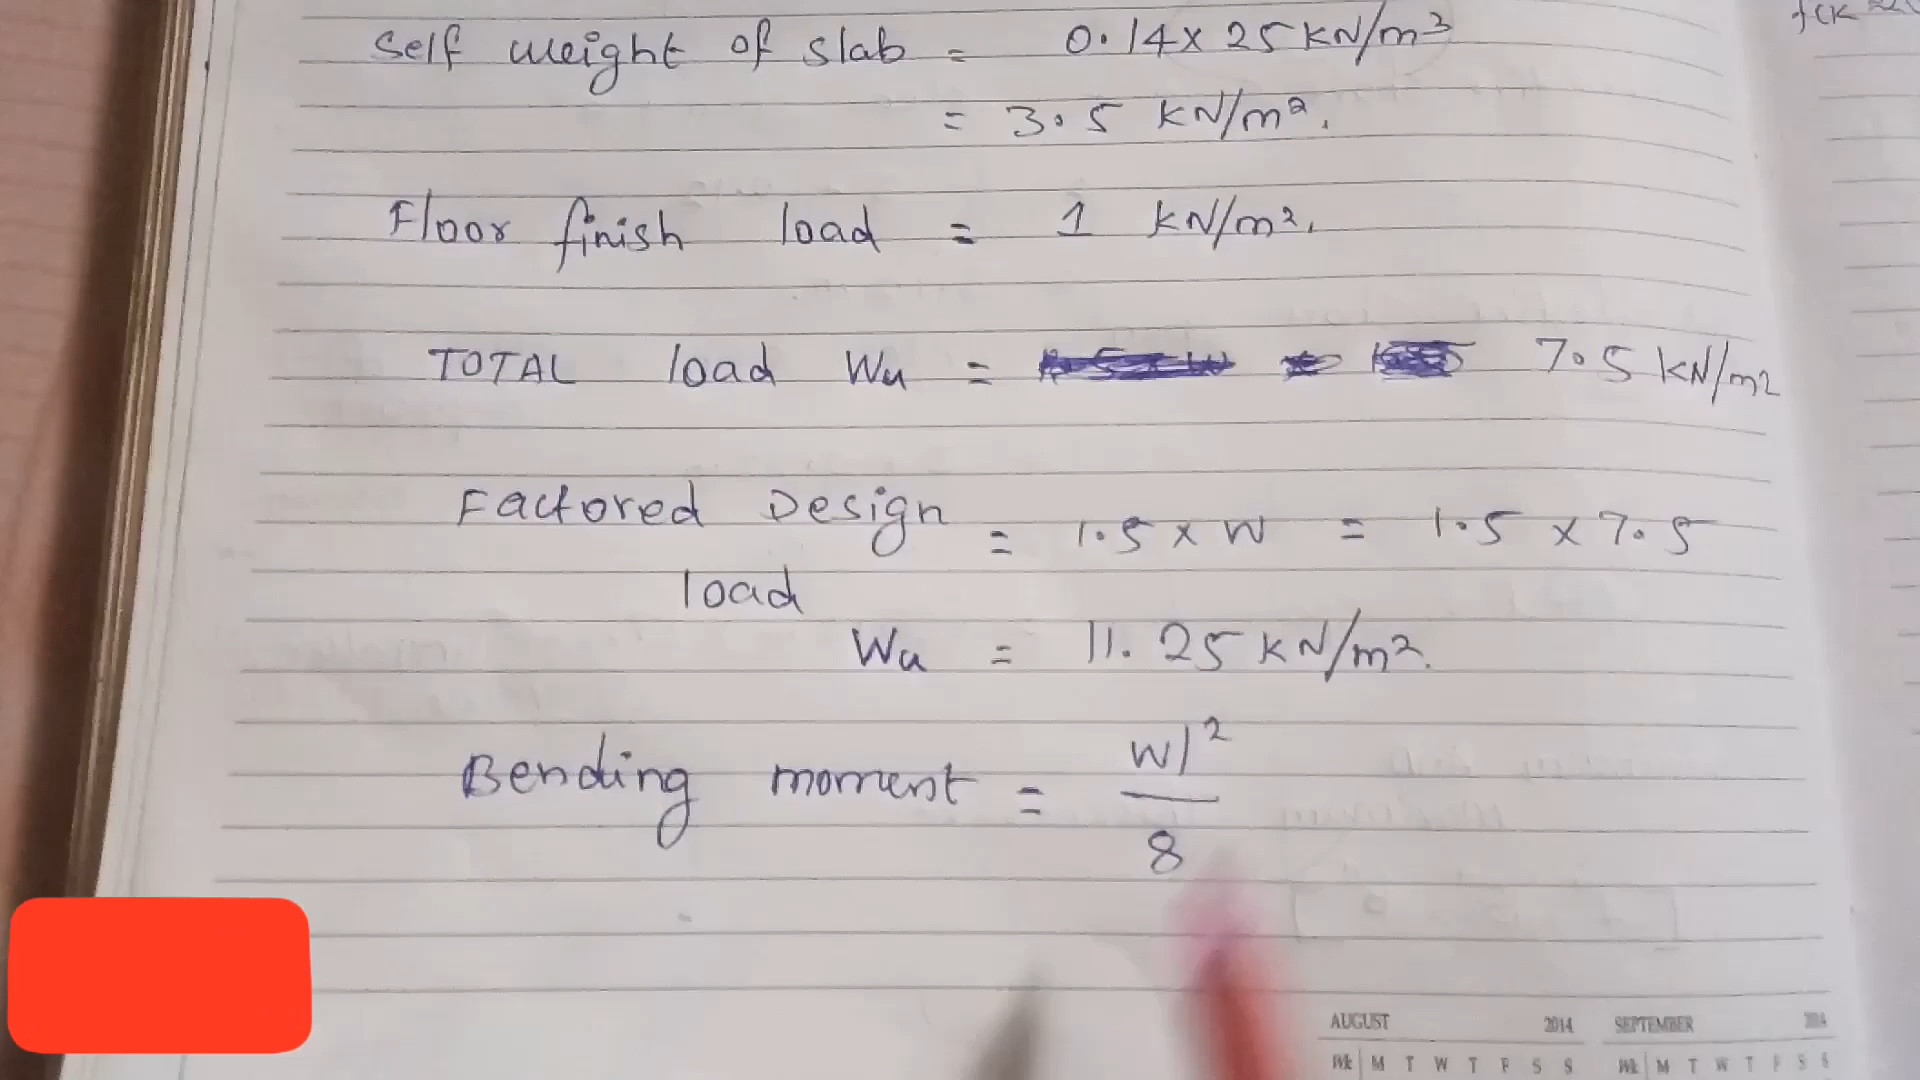 fck
Self weight of slab = 0.14 x 25 KN/m³
= 3.5 KN/m².
Floor finish load = 1 KN/m².
TOTAL load Wu = 7.5 KN/m2
Factored Design = 1.5 x W = 1.5 x 7.5
load
Wu = 11.25 KN/m².
Bending moment = Wl²
8
AUGUST 2014 SEPTEMBER 2014
Wk M T W T F S S Wk M T W T F S S